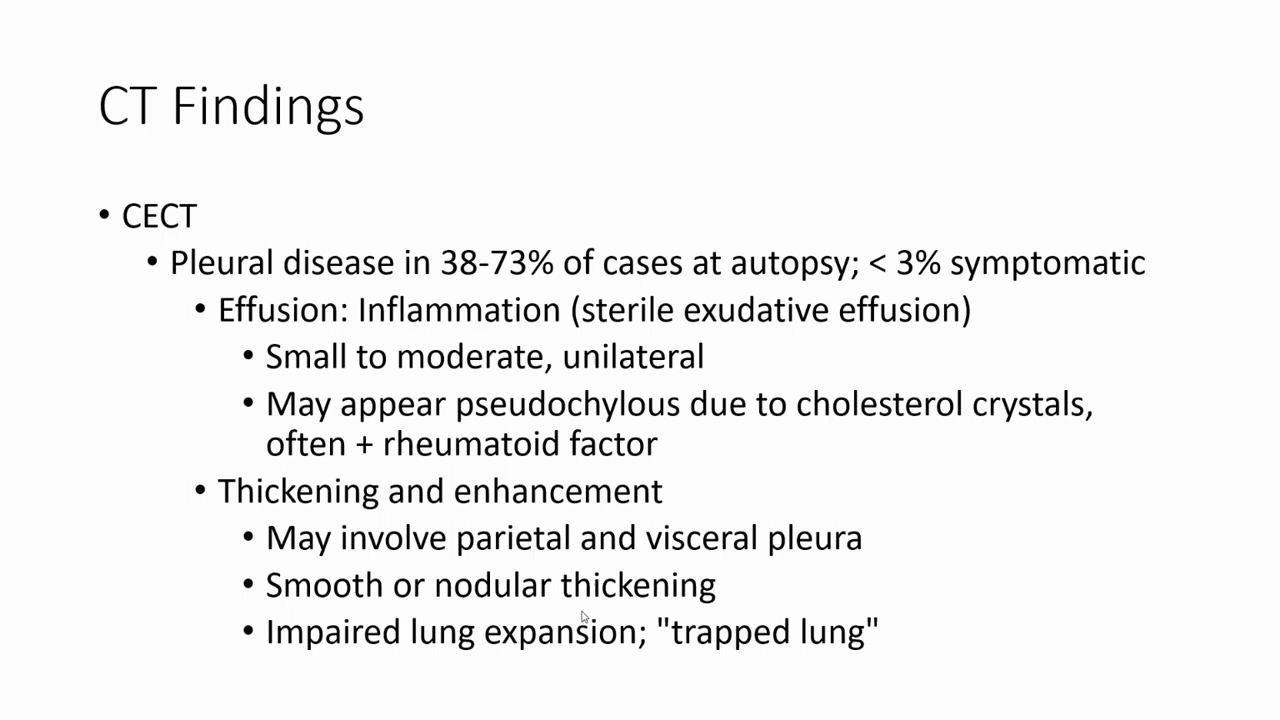 CT Findings
• CECT
• Pleural disease in 38-73% of cases at autopsy; < 3% symptomatic
• Effusion: Inflammation (sterile exudative effusion)
• Small to moderate, unilateral
• May appear pseudochylous due to cholesterol crystals,
often + rheumatoid factor
• Thickening and enhancement
• May involve parietal and visceral pleura
• Smooth or nodular thickening
• Impaired lung expansion; "trapped lung"